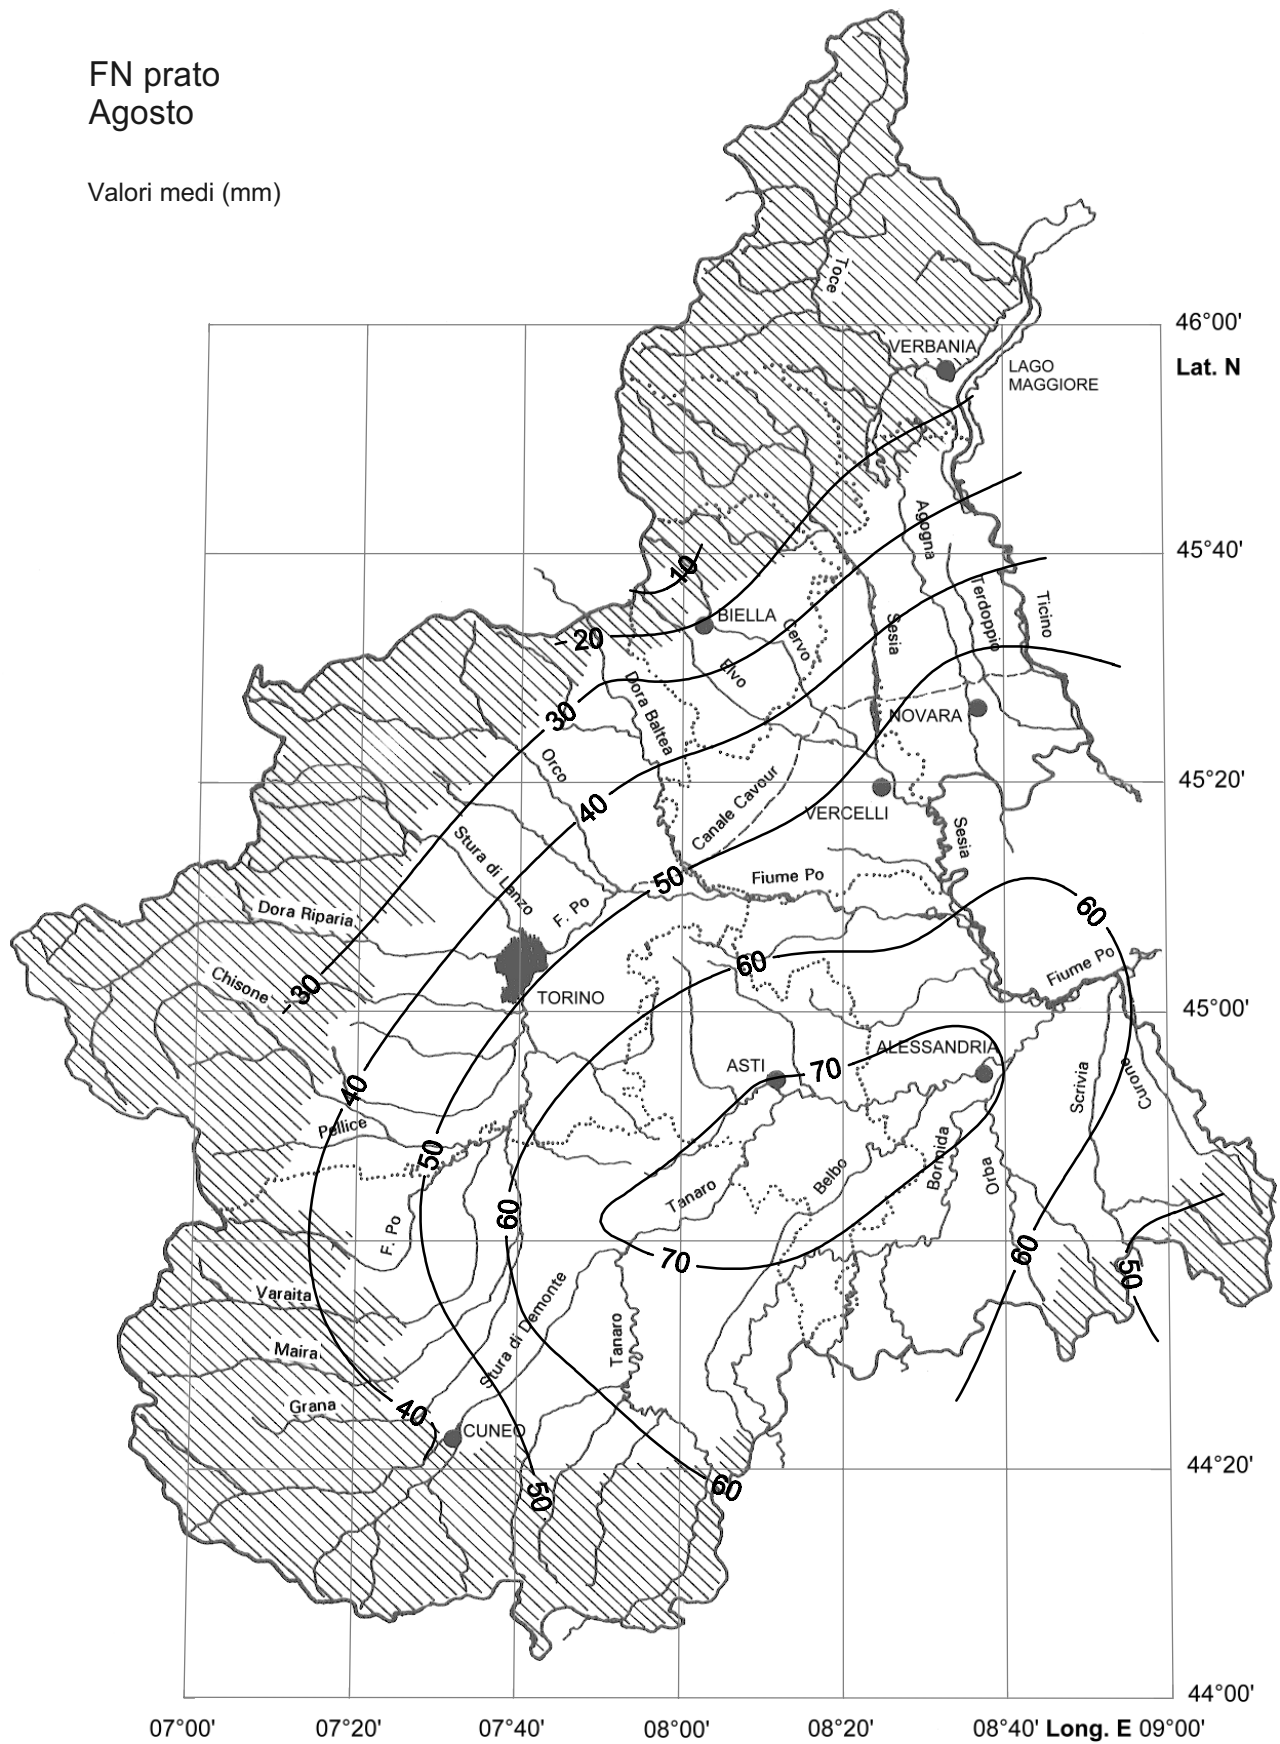 FN prato
Agosto
Valori medi (mm)
Toce
46°00'
VERBANIA
Lat. N
LAGO
MAGGIORE
Agogna
45°40'
10
Terdoppio
Ticino
BIELLA
Sesia
Cervo
20
Elvo
Dora Baltea
30
NOVARA
Orco
45°20'
40
Canale Cavour
VERCELLI
Stura di Lanzo
Sesia
50
Fiume Po
F. Po
60
Dora Riparia
60
Fiume Po
Chisone
30
TORINO
45°00'
ALESSANDRIA
ASTI
70
Scrivia
Curone
40
Pellice
50
Bormida
Belbo
Orba
Tanaro
60
F. Po
60
70
50
Varaita
Stura di Demonte
Tanaro
Maira
Grana
40
CUNEO
44°20'
60
50
44°00'
07°00'
07°20'
07°40'
08°00'
08°20'
08°40'
Long. E
09°00'